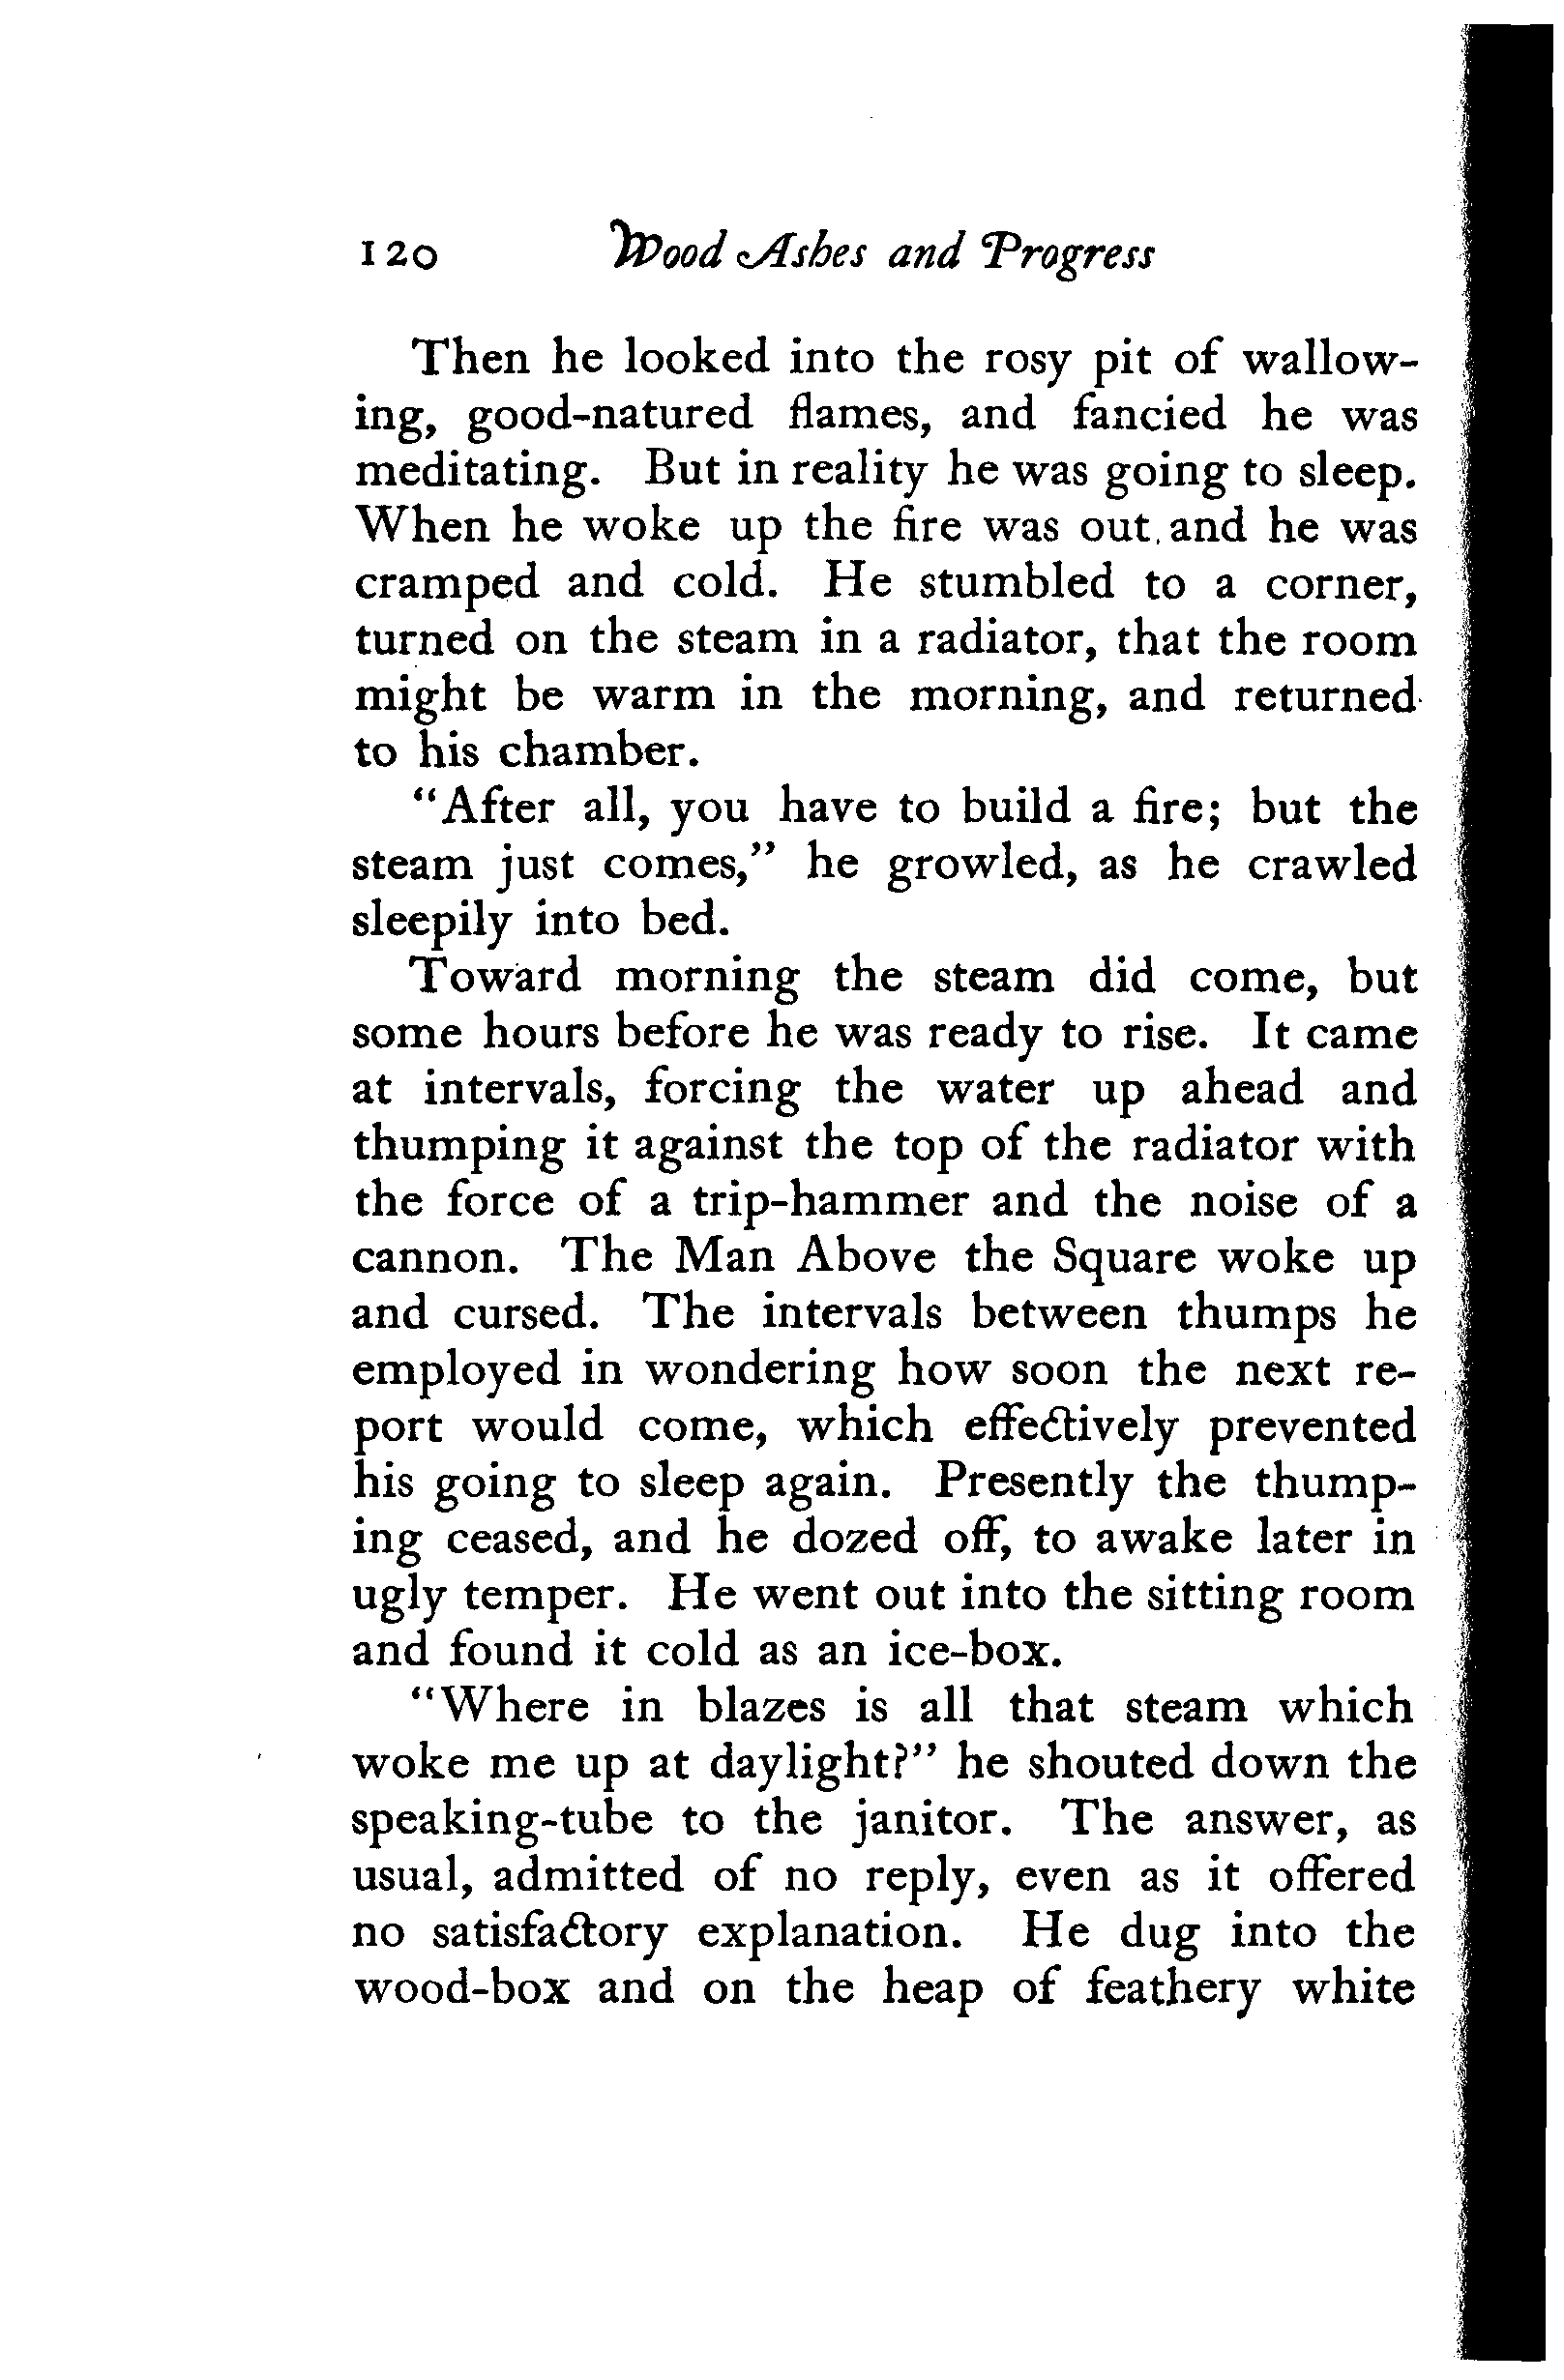 120 Wood Ashes and Progress
Then he looked into the rosy pit of wallow-
ing, good-natured flames, and fancied he was
meditating. But in reality he was going to sleep.
When he woke up the fire was out and he was
cramped and cold. He stumbled to a corner,
turned on the steam in a radiator, that the room
might be warm in the morning, and returned
to his chamber.
"After all, you have to build a fire; but the
steam just comes," he growled, as he crawled
sleepily into bed.
Toward morning the steam did come, but
some hours before he was ready to rise. It came
at intervals, forcing the water up ahead and
thumping it against the top of the radiator with
the force of a trip-hammer and the noise of a
cannon. The Man Above the Square woke up
and cursed. The intervals between thumps he
employed in wondering how soon the next re-
port would come, which effectively prevented
his going to sleep again. Presently the thump-
ing ceased, and he dozed off, to awake later in
ugly temper. He went out into the sitting room
and found it cold as an ice-box.
"Where in blazes is all that steam which
woke me up at daylight?" he shouted down the
speaking-tube to the janitor. The answer, as
usual, admitted of no reply, even as it offered
no satisfactory explanation. He dug into the
wood-box and on the heap of feathery white